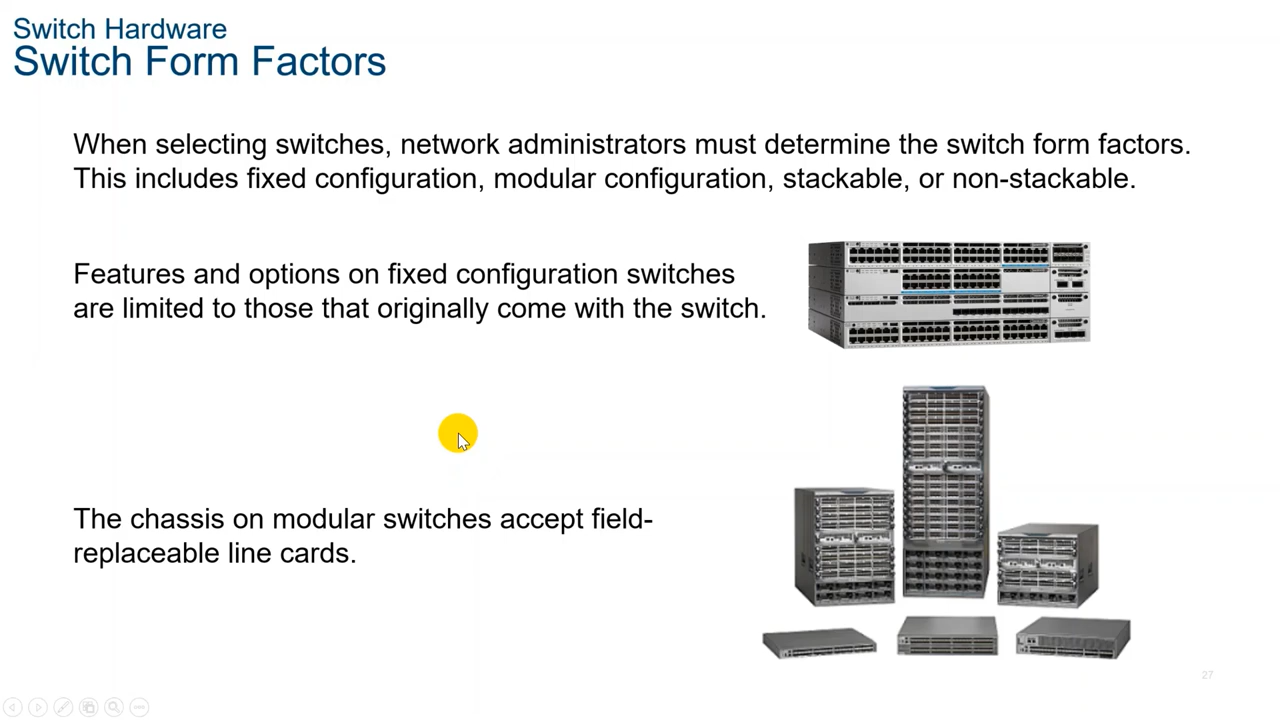 Switch Hardware
Switch Form Factors
When selecting switches, network administrators must determine the switch form factors.
This includes fixed configuration, modular configuration, stackable, or non-stackable.
Features and options on fixed configuration switches
are limited to those that originally come with the switch.
The chassis on modular switches accept field-
replaceable line cards.
27